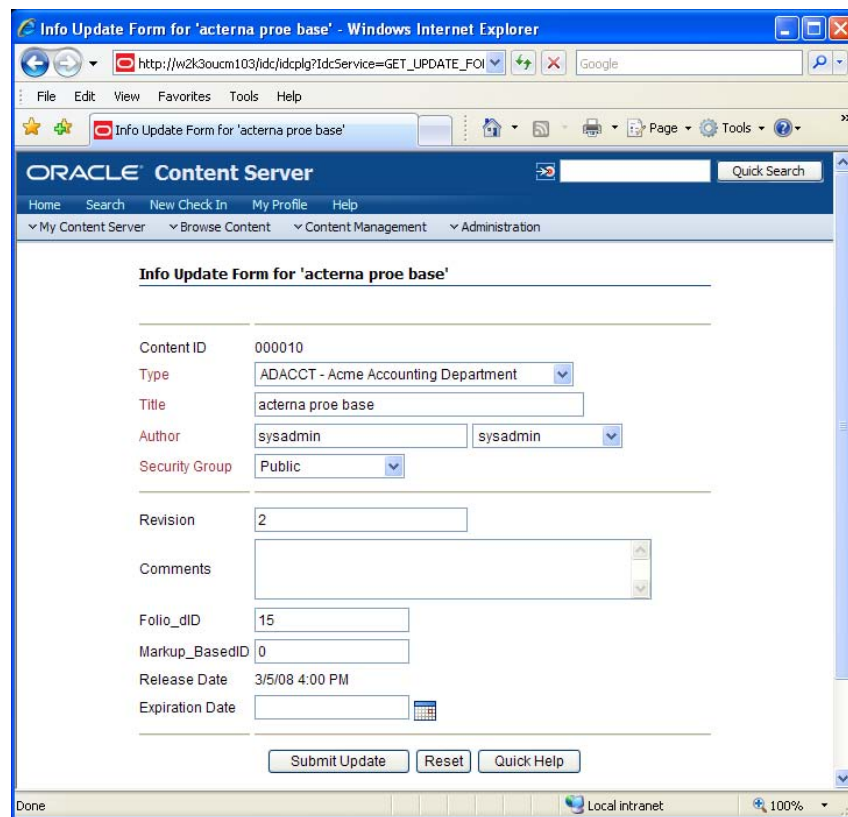 Info Update Form for 'acterna proe base' - Windows Internet Explorer
http://w2k3oucm103/idc/idcplg?IdcService=GET_UPDATE_FOI Google
File Edit View Favorites Tools Help
Info Update Form for 'acterna proe base' Page Tools »
ORACLE Content Server Quick Search
Home Search New Check In My Profile Help
My Content Server Browse Content Content Management Administration
Info Update Form for 'acterna proe base'
Content ID 000010
Type ADACCT - Acme Accounting Department
Title acterna proe base
Author sysadmin sysadmin
Security Group Public
Revision 2
Comments
Folio_dID 15
Markup_BasedID 0
Release Date 3/5/08 4:00 PM
Expiration Date
Submit Update Reset Quick Help
Done Local intranet 100%